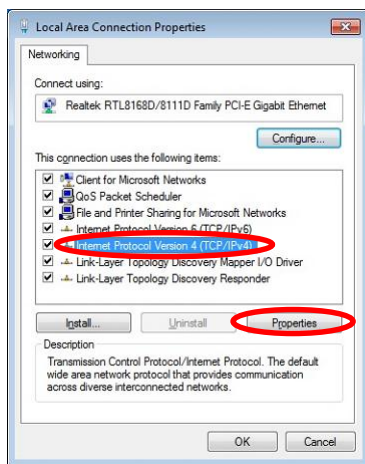 Local Area Connection Properties
Networking
Connect using:
Realtek RTL8168D/8111D Family PCI-E Gigabit Ethernet
Configure...
This connection uses the following items:
Client for Microsoft Networks
QoS Packet Scheduler
File and Printer Sharing for Microsoft Networks
Internet Protocol Version 6 (TCP/IPv6)
Internet Protocol Version 4 (TCP/IPv4)
Link-Layer Topology Discovery Mapper I/O Driver
Link-Layer Topology Discovery Responder
Install... Uninstall Properties
Description
Transmission Control Protocol/Internet Protocol. The default
wide area network protocol that provides communication
across diverse interconnected networks.
OK Cancel